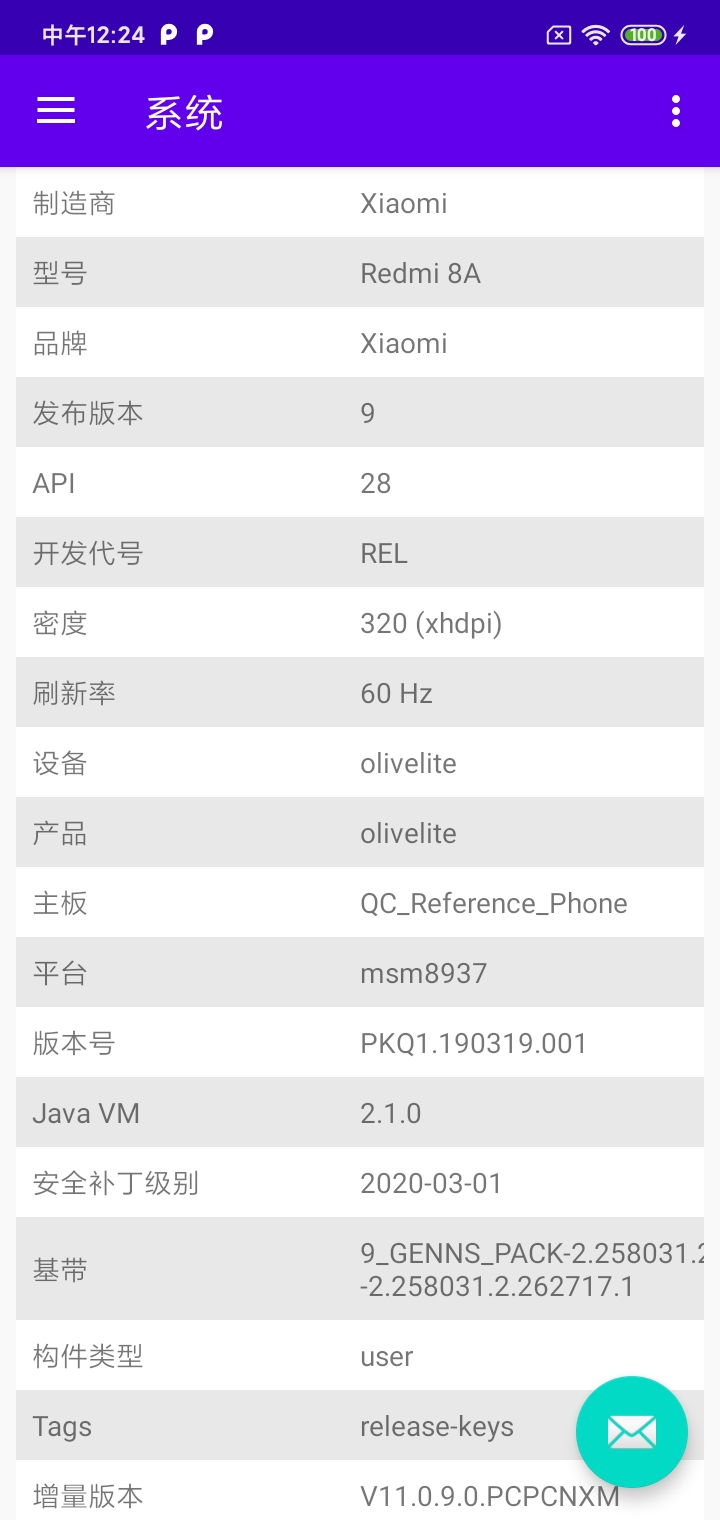 中午12:24 100
系统
制造商 Xiaomi
型号 Redmi 8A
品牌 Xiaomi
发布版本 9
API 28
开发代号 REL
密度 320 (xhdpi)
刷新率 60 Hz
设备 olivelite
产品 olivelite
主板 QC_Reference_Phone
平台 msm8937
版本号 PKQ1.190319.001
Java VM 2.1.0
安全补丁级别 2020-03-01
基带 9_GENNS_PACK-2.258031.2
-2.258031.2.262717.1
构件类型 user
Tags release-keys
增量版本 V11.0.9.0.PCPCNXM